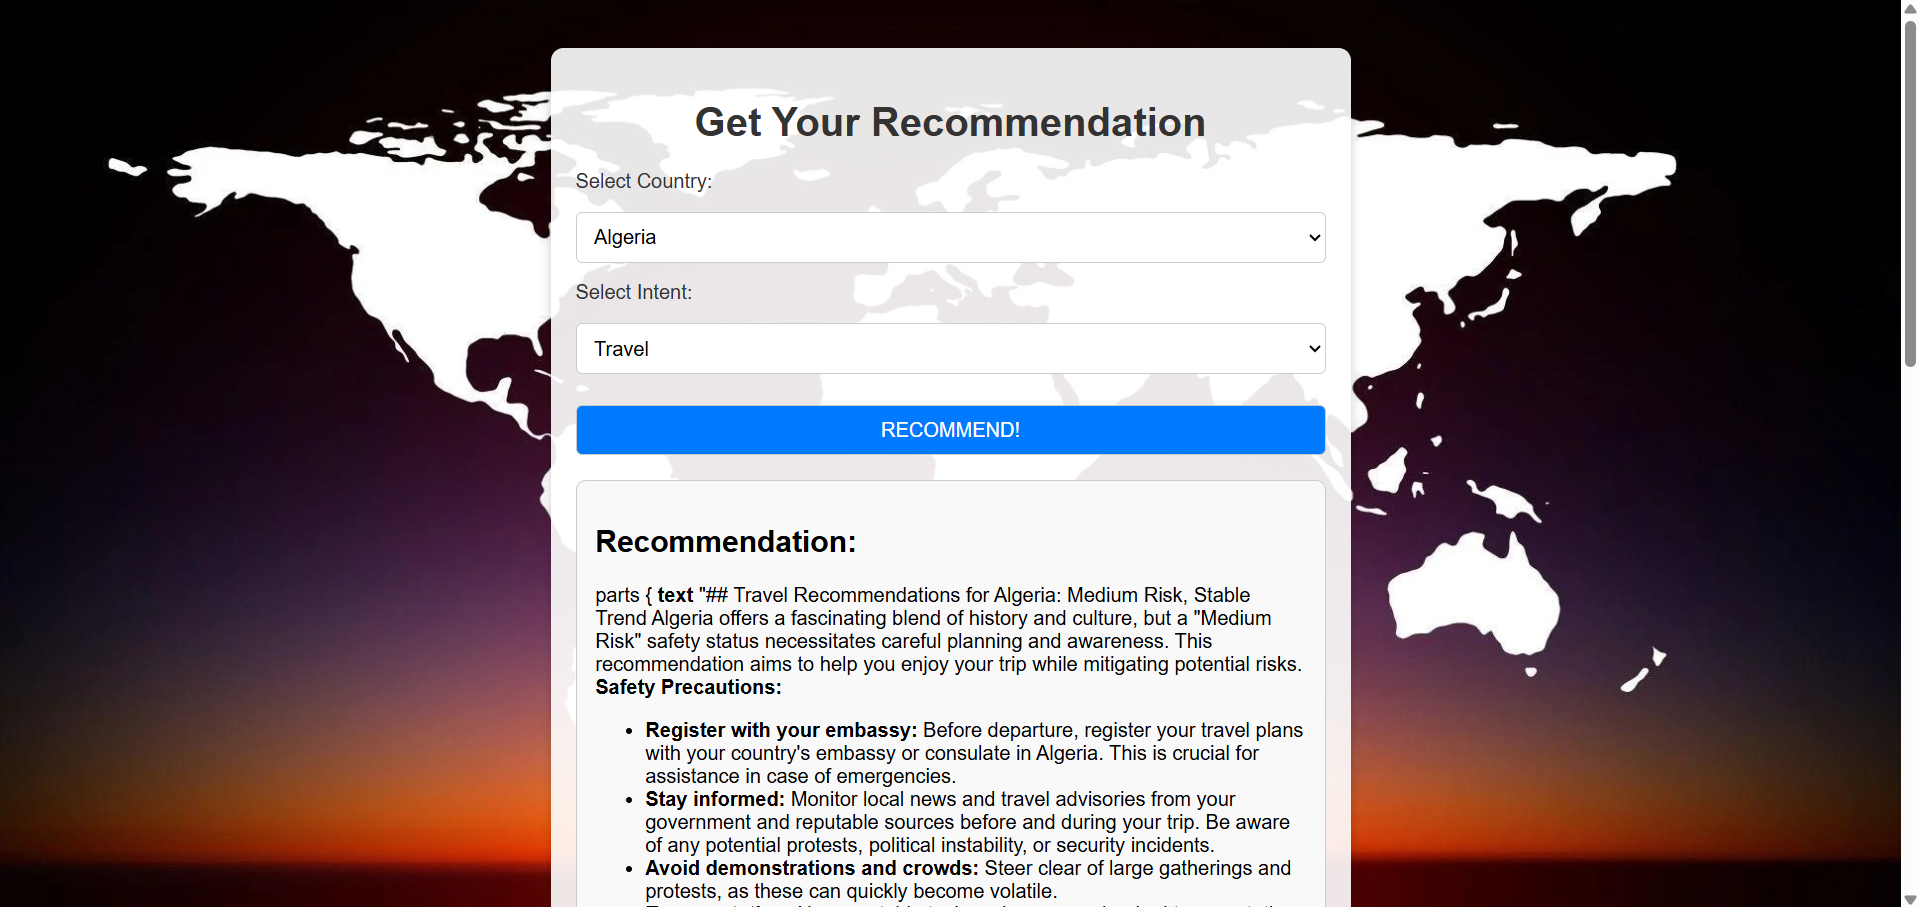 Get Your Recommendation
Select Country:
Algeria
Select Intent:
Travel
RECOMMEND!
Recommendation:
parts { text "## Travel Recommendations for Algeria: Medium Risk, Stable
Trend Algeria offers a fascinating blend of history and culture, but a "Medium
Risk" safety status necessitates careful planning and awareness. This
recommendation aims to help you enjoy your trip while mitigating potential risks.
Safety Precautions:
• Register with your embassy: Before departure, register your travel plans
with your country's embassy or consulate in Algeria. This is crucial for
assistance in case of emergencies.
• Stay informed: Monitor local news and travel advisories from your
government and reputable sources before and during your trip. Be aware
of any potential protests, political instability, or security incidents.
• Avoid demonstrations and crowds: Steer clear of large gatherings and
protests, as these can quickly become volatile.